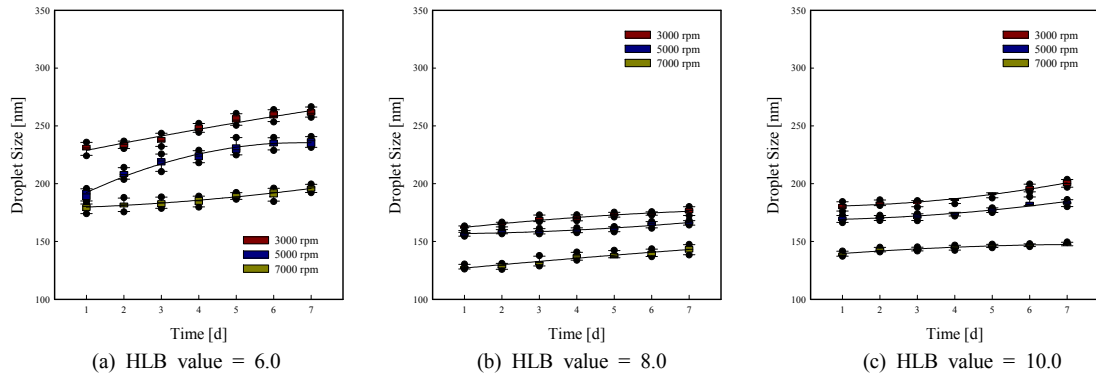 350
300
250
200
150
100
Droplet Size [nm]
3000 rpm
5000 rpm
7000 rpm
1 2 3 4 5 6 7
Time [d]
(a) HLB value = 6.0
350
300
250
200
150
100
Droplet Size [nm]
3000 rpm
5000 rpm
7000 rpm
1 2 3 4 5 6 7
Time [d]
(b) HLB value = 8.0
350
300
250
200
150
100
Droplet Size [nm]
3000 rpm
5000 rpm
7000 rpm
1 2 3 4 5 6 7
Time [d]
(c) HLB value = 10.0